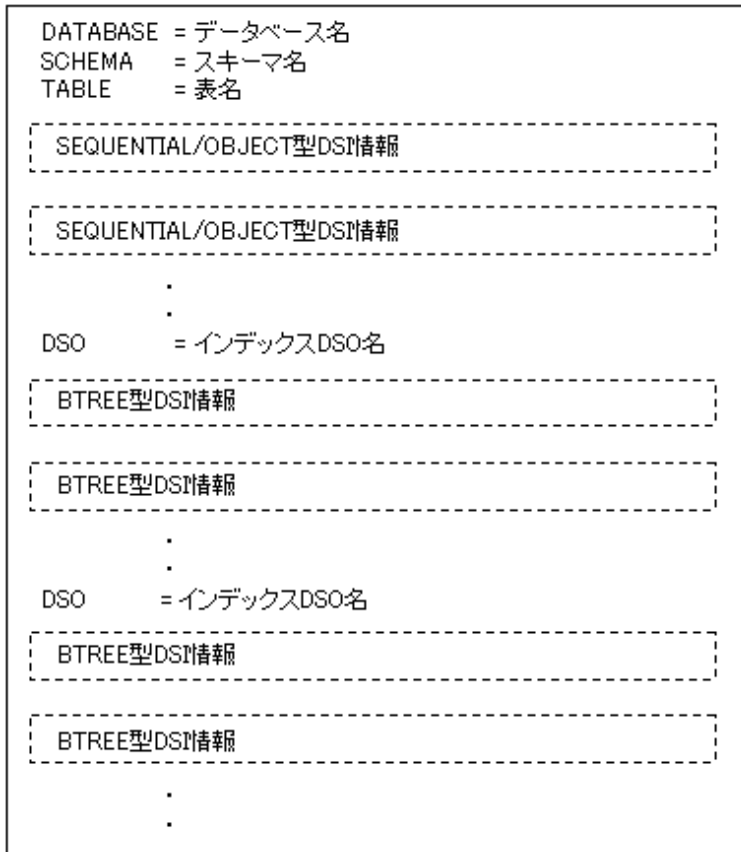 DATABASE = データベース名
SCHEMA = スキーマ名
TABLE = 表名
SEQUENTIAL/OBJECT型DSI情報
SEQUENTIAL/OBJECT型DSI情報
.
.
DSO = インデックスDSO名
BTREE型DSI情報
BTREE型DSI情報
.
.
DSO = インデックスDSO名
BTREE型DSI情報
BTREE型DSI情報
.
.